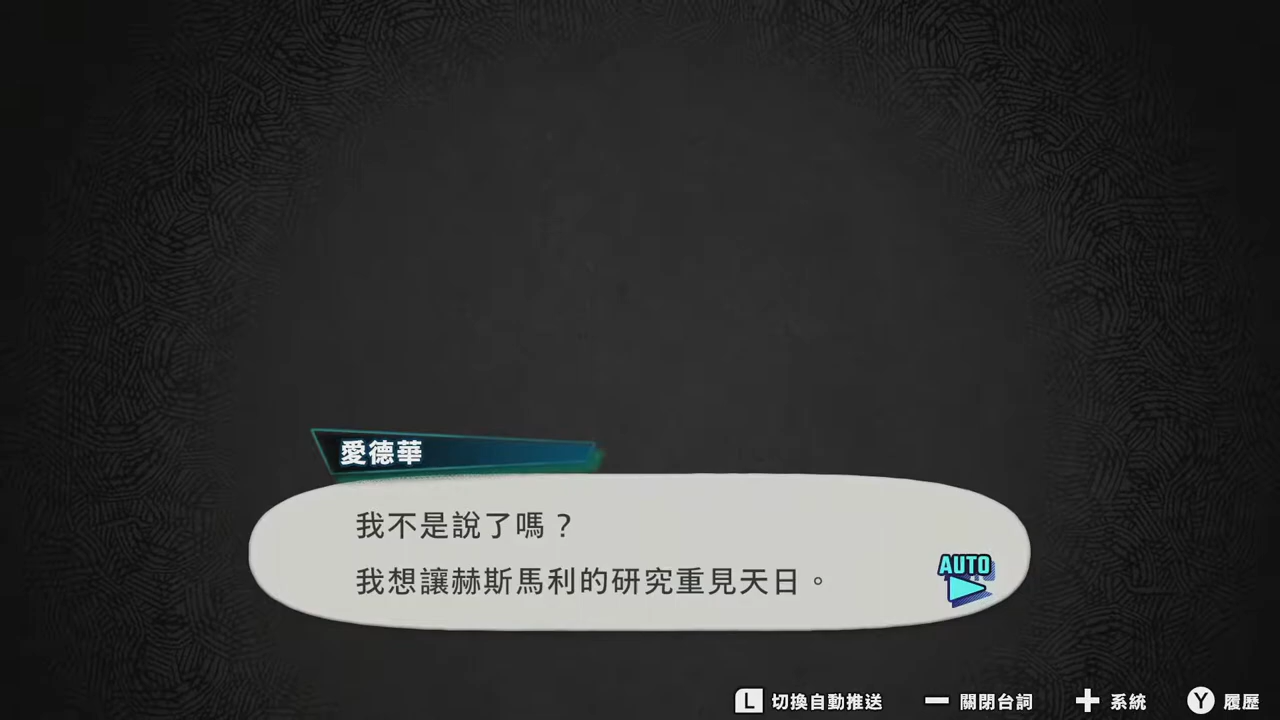 愛德華
我不是說了嗎？
我想讓赫斯馬利的研究重見天日。
AUTO
L 切換自動推送 — 關閉台詞 + 系統 Y 履歷